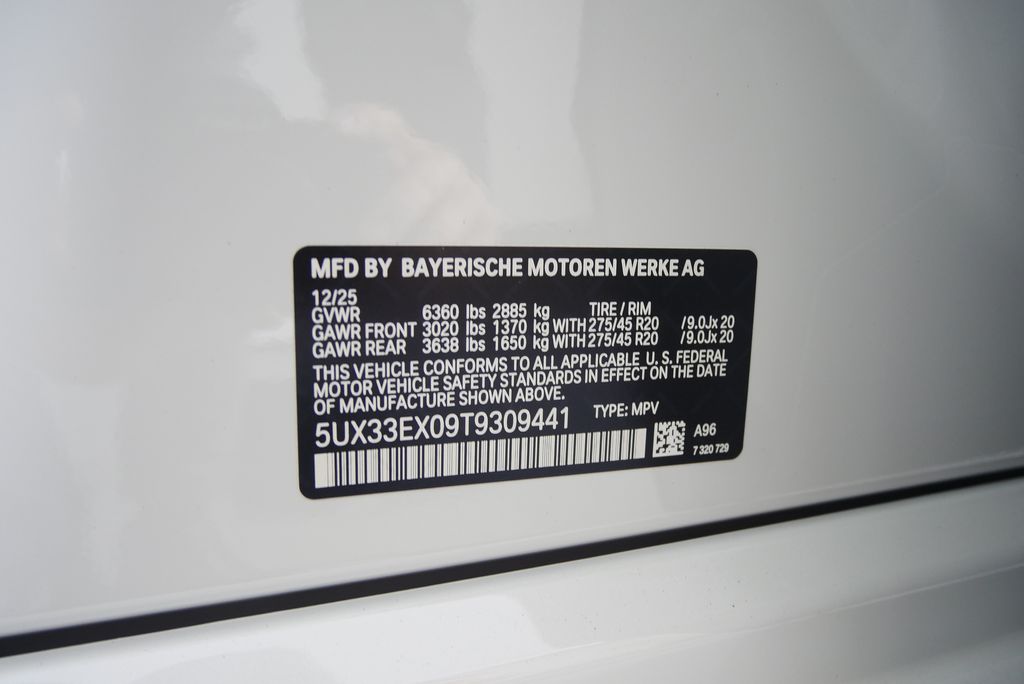 MFD BY BAYERISCHE MOTOREN WERKE AG
12/25
GVWR 6360 lbs 2885 kg TIRE / RIM
GAWR FRONT 3020 lbs 1370 kg WITH 275/45 R20 / 9.0Jx 20
GAWR REAR 3638 lbs 1650 kg WITH 275/45 R20 / 9.0Jx 20
THIS VEHICLE CONFORMS TO ALL APPLICABLE U. S. FEDERAL
MOTOR VEHICLE SAFETY STANDARDS IN EFFECT ON THE DATE
OF MANUFACTURE SHOWN ABOVE.
5UX33EX09T9309441 TYPE: MPV
A96
7 320 729